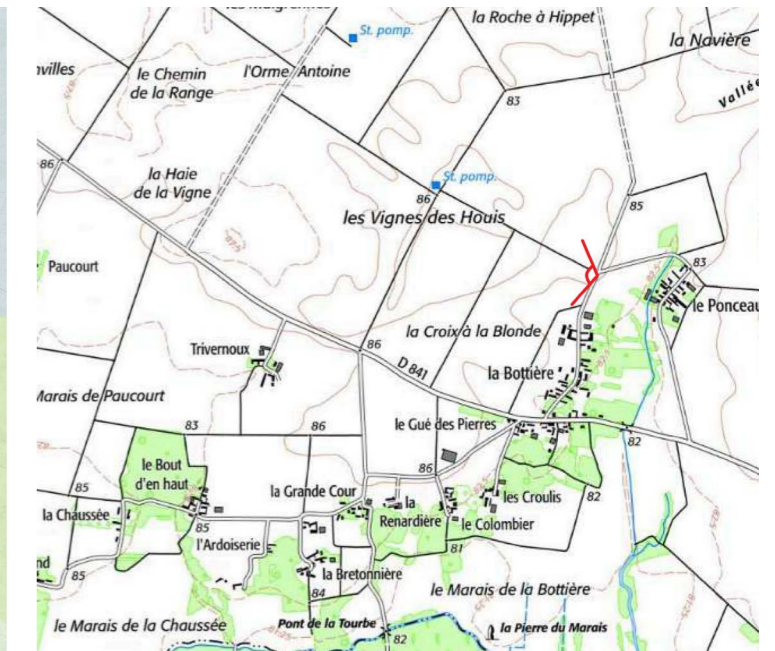 St. pomp.
la Roche à Hippet
la Navière
nvilles
le Chemin
de la Range
l'Orme Antoine
83
Vallée
86
la Haie
de la Vigne
St. pomp.
86
85
les Vignes des Houis
Paucourt
83
le Ponceau
86
la Croix à la Blonde
Trivernoux
D 841
la Bottière
Marais de Paucourt
83
86
le Gué des Pierres
82
le Bout
d'en haut
86
85
la Grande Cour
la
Renardière
les Croulis
82
la Chaussée
85
le Colombier
l'Ardoiserie
81
nd
85
la Bretonnière
84
le Marais de la Bottière
le Marais de la Chaussée
Pont de la Tourbe
82
la Pierre du Marais